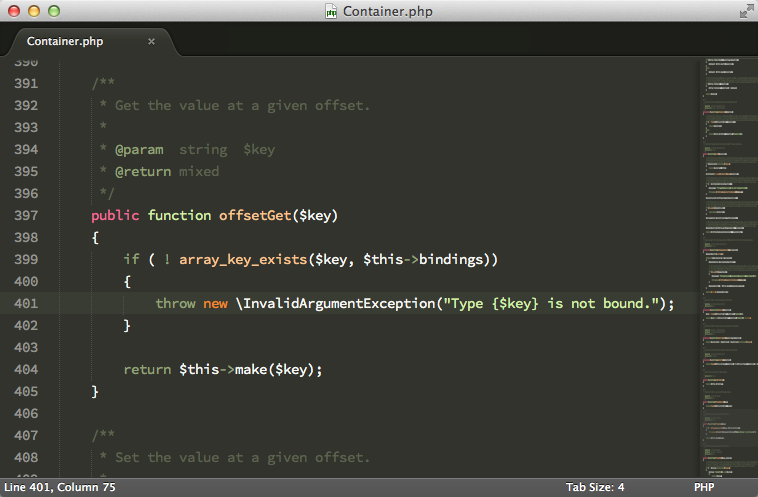 Container.php
Container.php ×
390
391 /**
392 * Get the value at a given offset.
393 *
394 * @param string $key
395 * @return mixed
396 */
397 public function offsetGet($key)
398 {
399 if ( ! array_key_exists($key, $this->bindings))
400 {
401 throw new \InvalidArgumentException("Type {$key} is not bound.");
402 }
403
404 return $this->make($key);
405 }
406
407 /**
408 * Set the value at a given offset.
409 *
Line 401, Column 75 Tab Size: 4 PHP